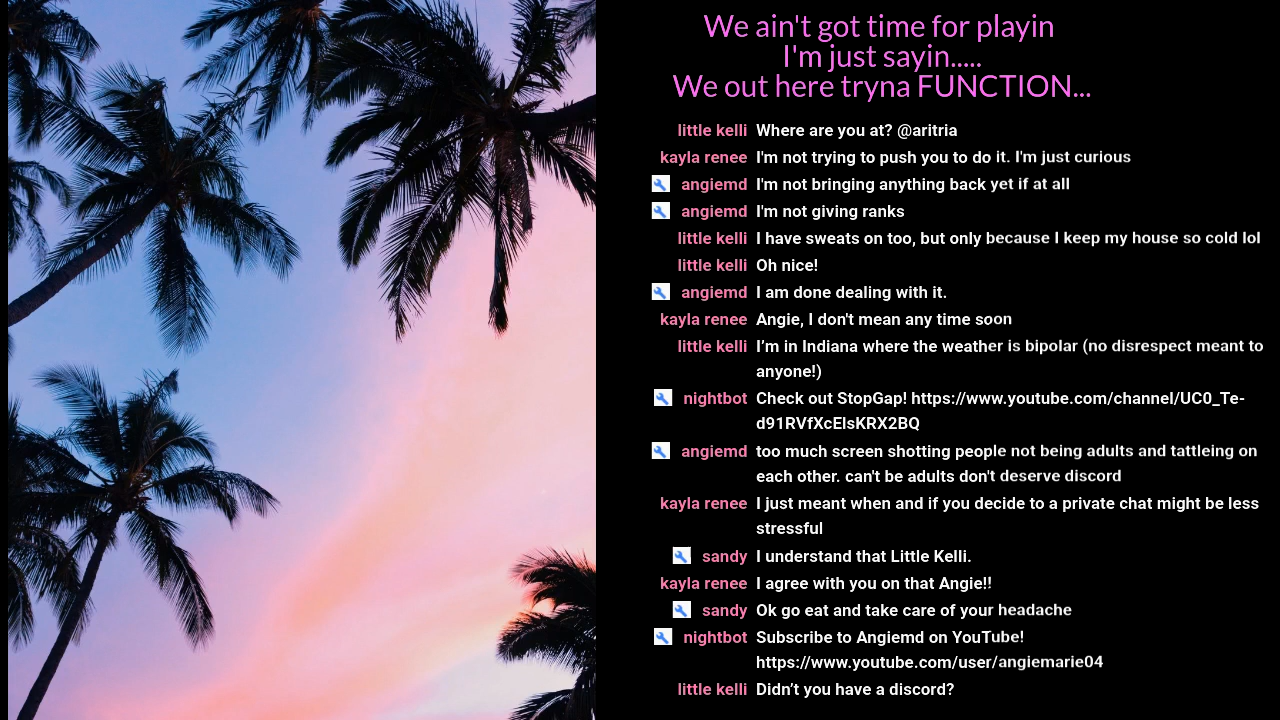 We ain't got time for playin
I'm just sayin.....
We out here tryna FUNCTION...
little kelli Where are you at? @aritria
kayla renee I'm not trying to push you to do it. I'm just curious
angiemd I'm not bringing anything back yet if at all
angiemd I'm not giving ranks
little kelli I have sweats on too, but only because I keep my house so cold lol
little kelli Oh nice!
angiemd I am done dealing with it.
kayla renee Angie, I don't mean any time soon
little kelli I’m in Indiana where the weather is bipolar (no disrespect meant to
anyone!)
nightbot Check out StopGap! https://www.youtube.com/channel/UC0_Te-
d91RVfXcElsKRX2BQ
angiemd too much screen shotting people not being adults and tattleing on
each other. can't be adults don't deserve discord
kayla renee I just meant when and if you decide to a private chat might be less
stressful
sandy I understand that Little Kelli.
kayla renee I agree with you on that Angie!!
sandy Ok go eat and take care of your headache
nightbot Subscribe to Angiemd on YouTube!
https://www.youtube.com/user/angiemarie04
little kelli Didn’t you have a discord?